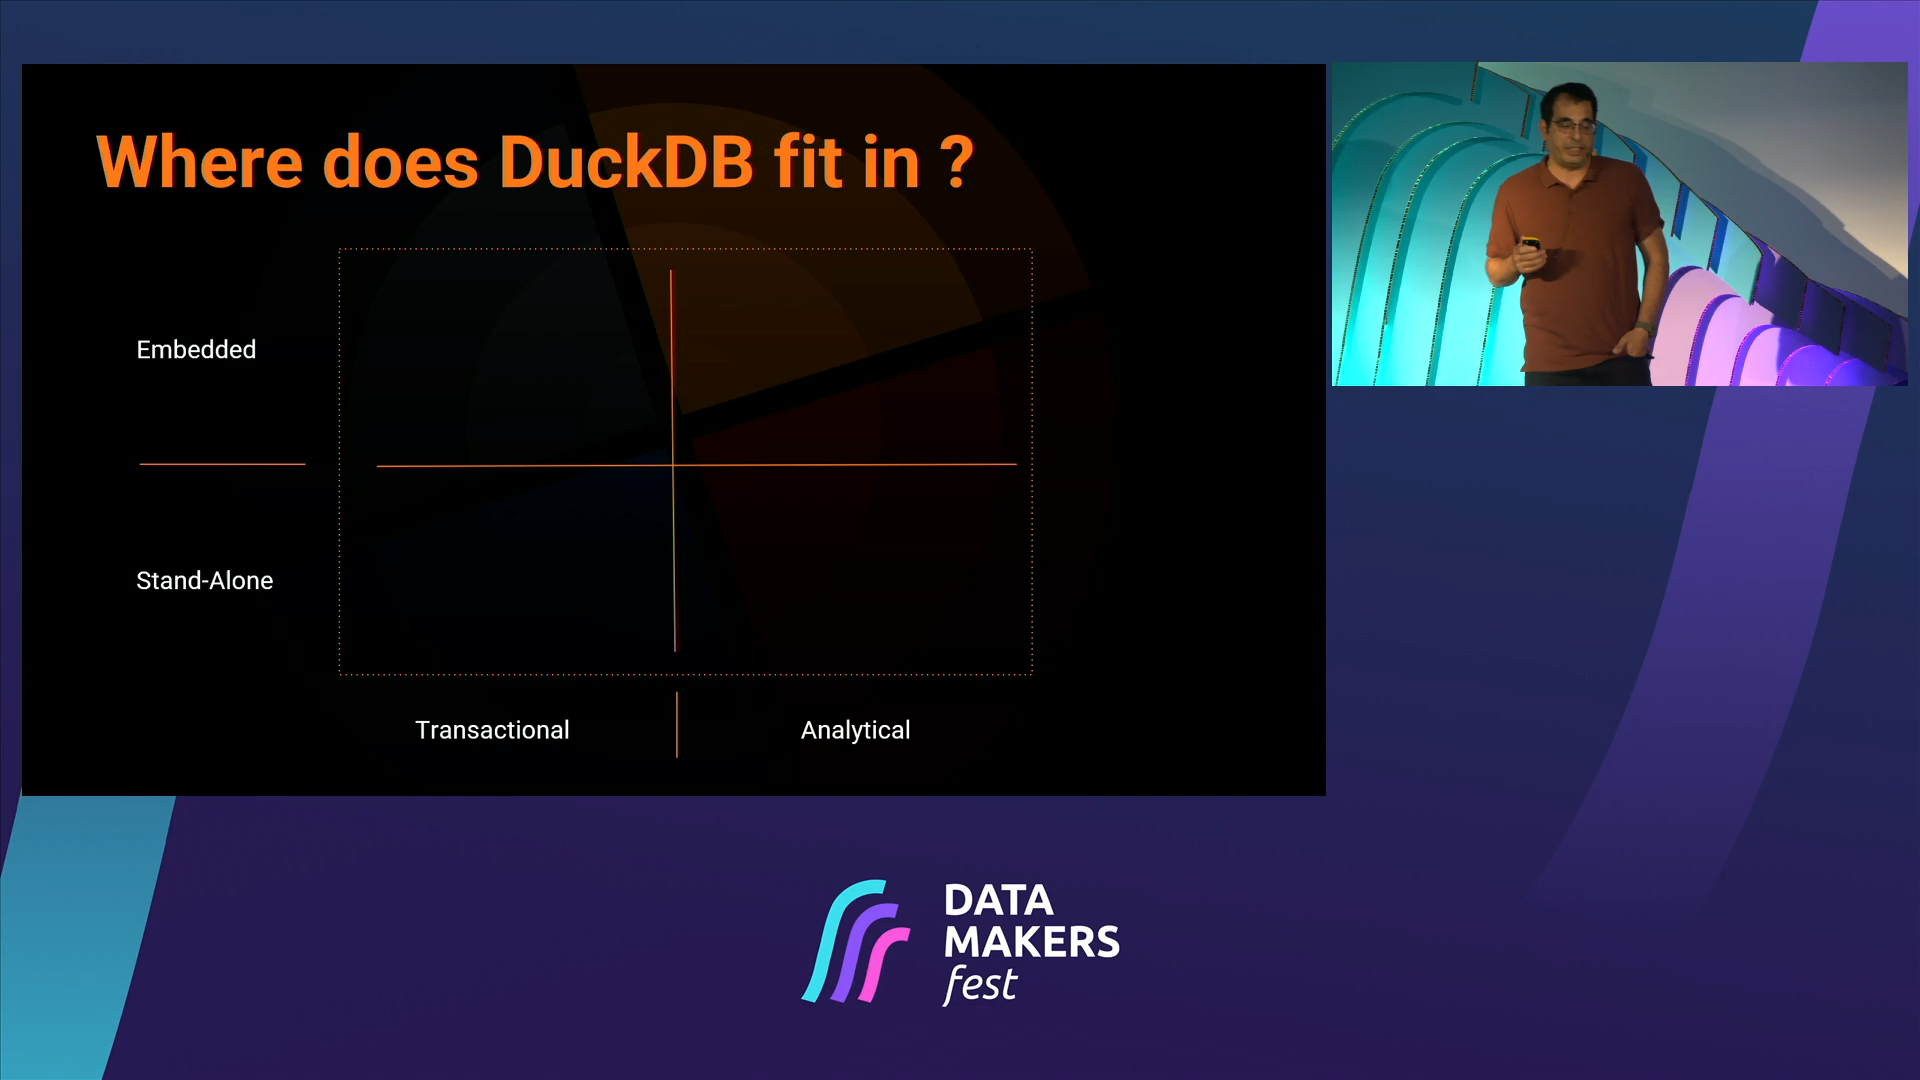 Where does DuckDB fit in ?
Embedded
Stand-Alone
Transactional
Analytical
DATA
MAKERS
fest